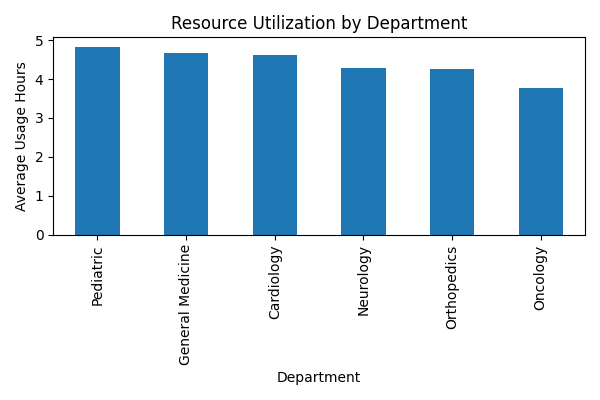 Resource Utilization by Department
Average Usage Hours
5
4
3
2
1
0
Pediatric
General Medicine
Cardiology
Neurology
Orthopedics
Oncology
Department